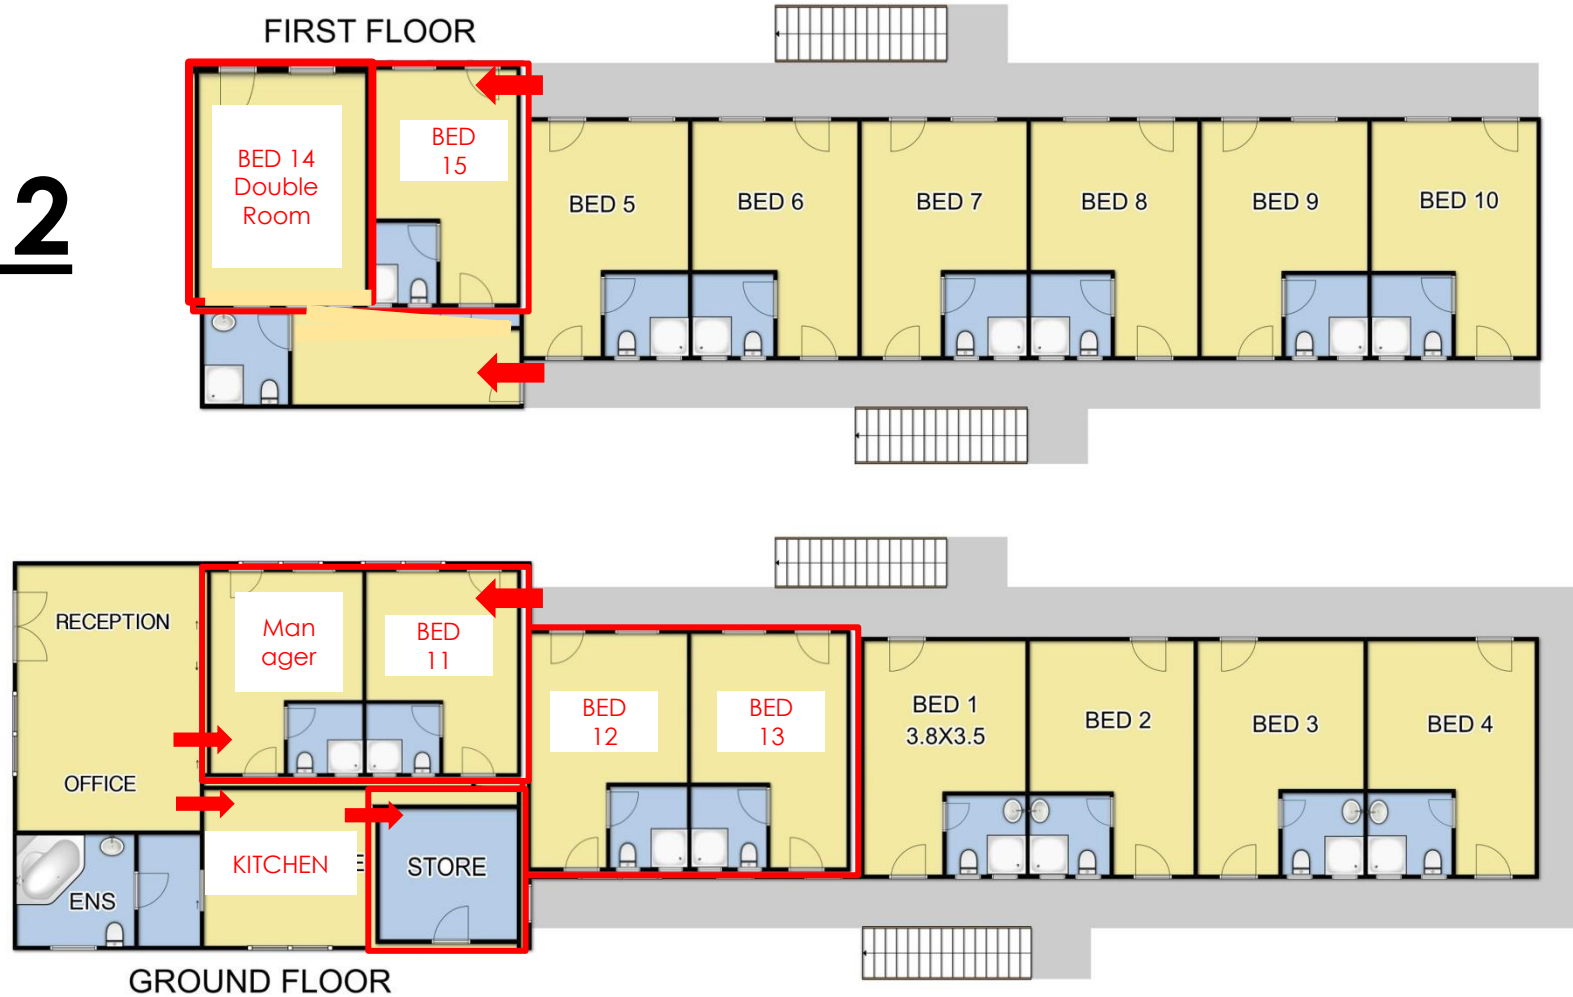 FIRST FLOOR
2
BED 14
Double
Room
BED
15
BED 5
BED 6
BED 7
BED 8
BED 9
BED 10
RECEPTION
OFFICE
ENS
Man
ager
BED
11
KITCHEN
E
STORE
BED
12
BED
13
BED 1
3.8X3.5
BED 2
BED 3
BED 4
GROUND FLOOR